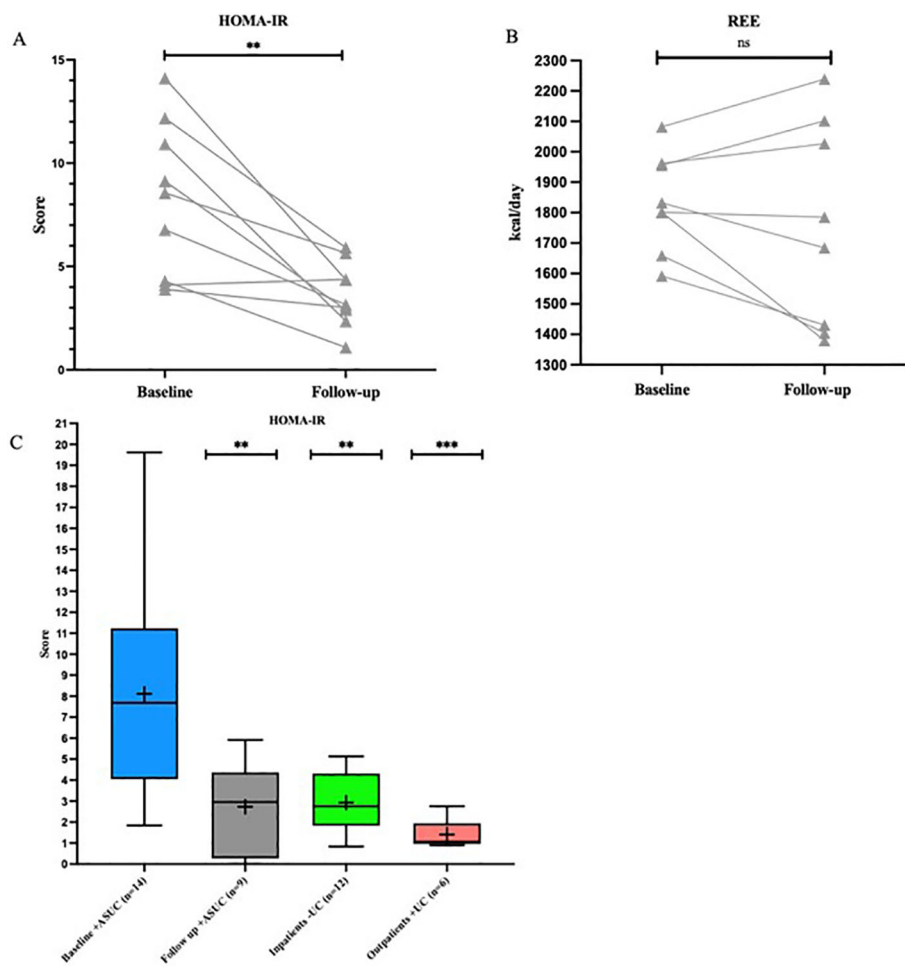 A
HOMA-IR
**
Score
15
10
5
0
Baseline
Follow-up
B
REE
ns
kcal/day
2300
2200
2100
2000
1900
1800
1700
1600
1500
1400
1300
Baseline
Follow-up
C
HOMA-IR
**
**
***
Score
21
20
19
18
17
16
15
14
13
12
11
10
9
8
7
6
5
4
3
2
1
0
Baseline +ASUC (n=14)
Follow up +ASUC (n=9)
Inpatients -UC (n=12)
Outpatients +UC (n=6)